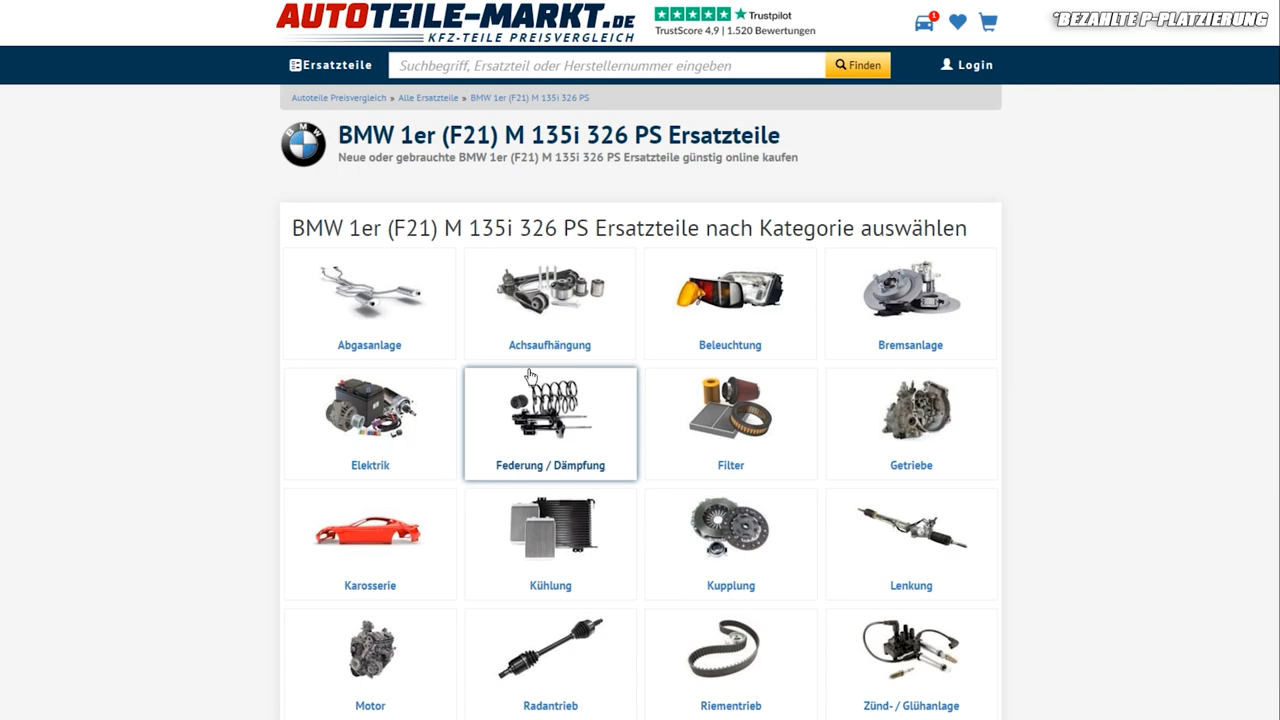 AUTOTEILE-MARKT.DE
KFZ-TEILE PREISVERGLEICH
Trustpilot
TrustScore 4,9 | 1.520 Bewertungen
1
*BEZAHLTE P-PLATZIERUNG
Ersatzteile
Suchbegriff, Ersatzteil oder Herstellernummer eingeben
Finden
Login
Autoteile Preisvergleich » Alle Ersatzteile » BMW 1er (F21) M 135i 326 PS
BMW
BMW 1er (F21) M 135i 326 PS Ersatzteile
Neue oder gebrauchte BMW 1er (F21) M 135i 326 PS Ersatzteile günstig online kaufen
BMW 1er (F21) M 135i 326 PS Ersatzteile nach Kategorie auswählen
Abgasanlage
Achsaufhängung
Beleuchtung
Bremsanlage
Elektrik
Federung / Dämpfung
Filter
Getriebe
Karosserie
Kühlung
Kupplung
Lenkung
Motor
Radantrieb
Riementrieb
Zünd- / Glühanlage